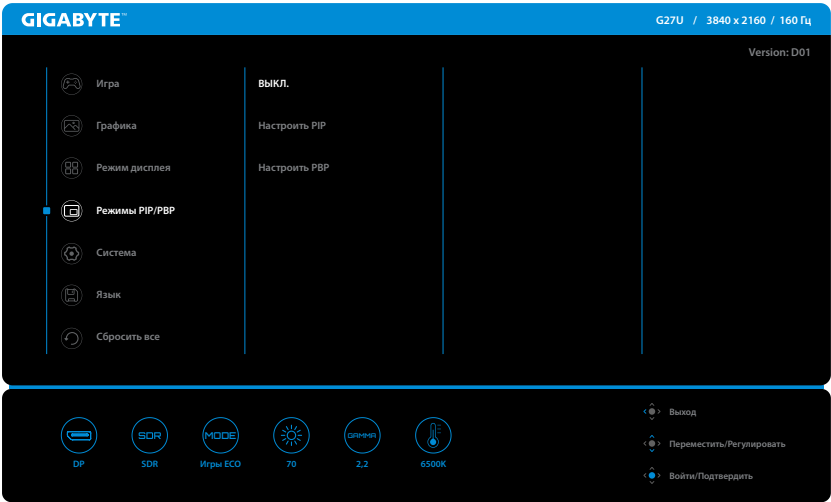 GIGABYTE™
G27U / 3840 x 2160 / 160 Гц
Version: D01
Игра
Графика
Режим дисплея
Режимы PIP/PBP
Система
Язык
Сбросить все
ВЫКЛ.
Настроить PIP
Настроить PBP
SDR
MODE
GAMMA
DP
SDR
Игры ECO
70
2,2
6500K
Выход
Переместить/Регулировать
Войти/Подтвердить